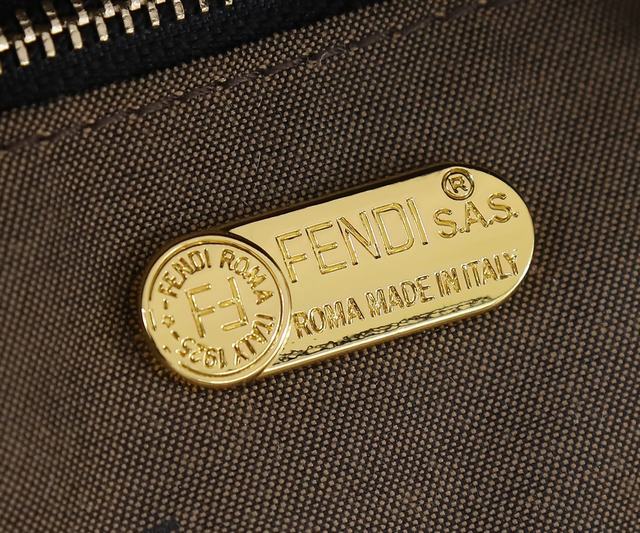 FENDI ROMA ITALY 1925
FF
FENDI ® S.A.S.
ROMA MADE IN ITALY